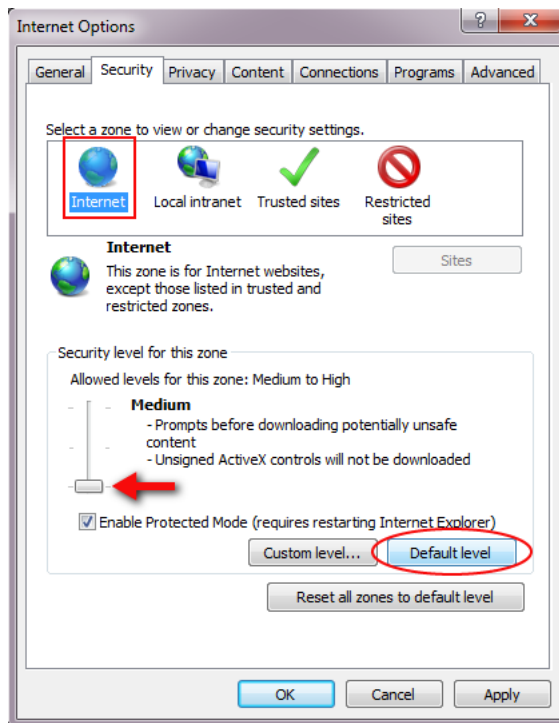 Internet Options
?
X
General Security Privacy Content Connections Programs Advanced
Select a zone to view or change security settings.
Internet Local intranet Trusted sites Restricted
sites
Internet
Sites
This zone is for Internet websites,
except those listed in trusted and
restricted zones.
Security level for this zone
Allowed levels for this zone: Medium to High
Medium
- Prompts before downloading potentially unsafe
content
- Unsigned ActiveX controls will not be downloaded
Enable Protected Mode (requires restarting Internet Explorer)
Custom level... Default level
Reset all zones to default level
OK Cancel Apply